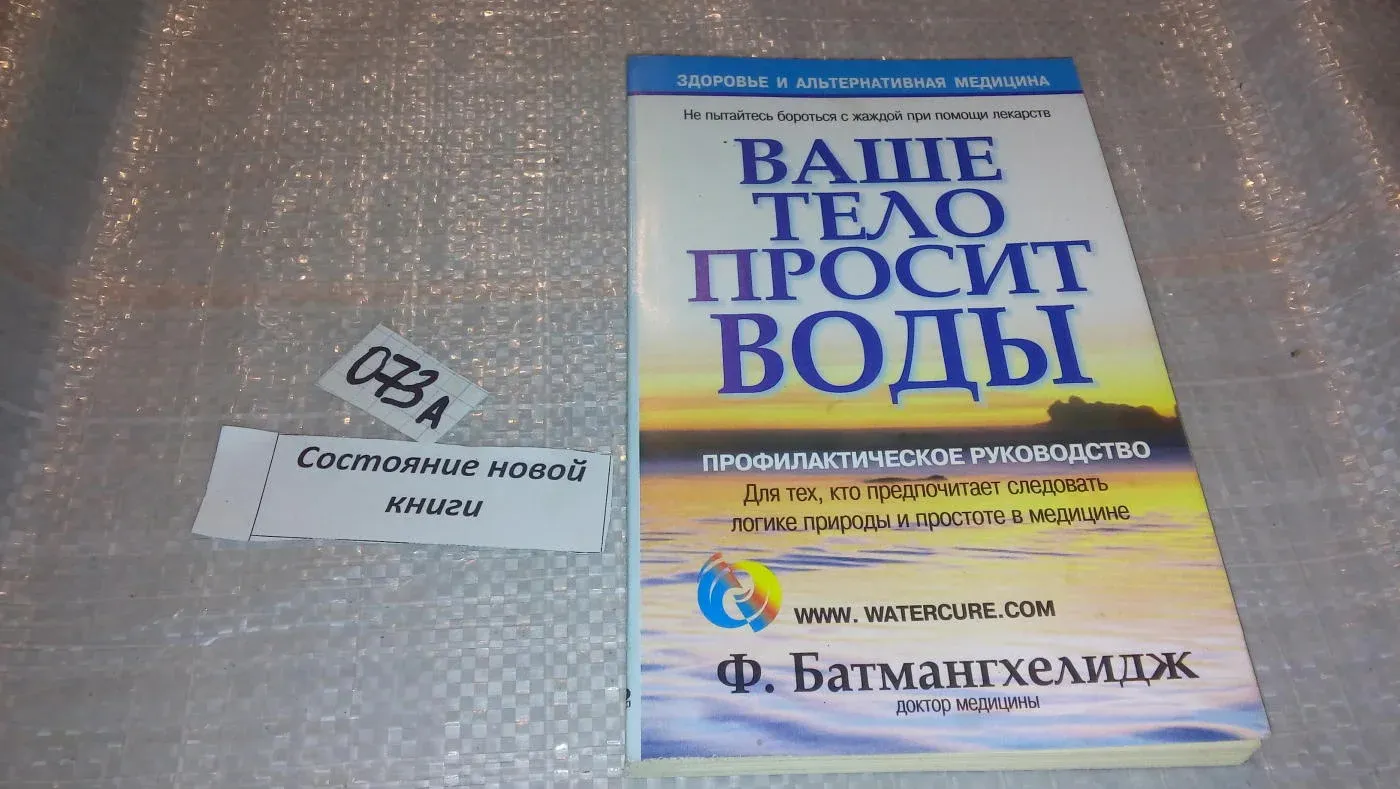 ЗДОРОВЬЕ И АЛЬТЕРНАТИВНАЯ МЕДИЦИНА
Не пытайтесь бороться с жаждой при помощи лекарств
ВАШЕ
ТЕЛО
ПРОСИТ
ВОДЫ
ПРОФИЛАКТИЧЕСКОЕ РУКОВОДСТВО
Для тех, кто предпочитает следовать
логике природы и простоте в медицине
WWW. WATERCURE.COM
Ф. Батмангхелидж
доктор медицины
073А
Состояние новой
книги